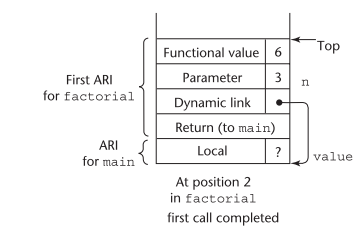 Top
Functional value 6
Parameter 3 n
First ARI
for factorial
Dynamic link
Return (to main)
ARI
for main
Local ?
value
At position 2
in factorial
first call completed